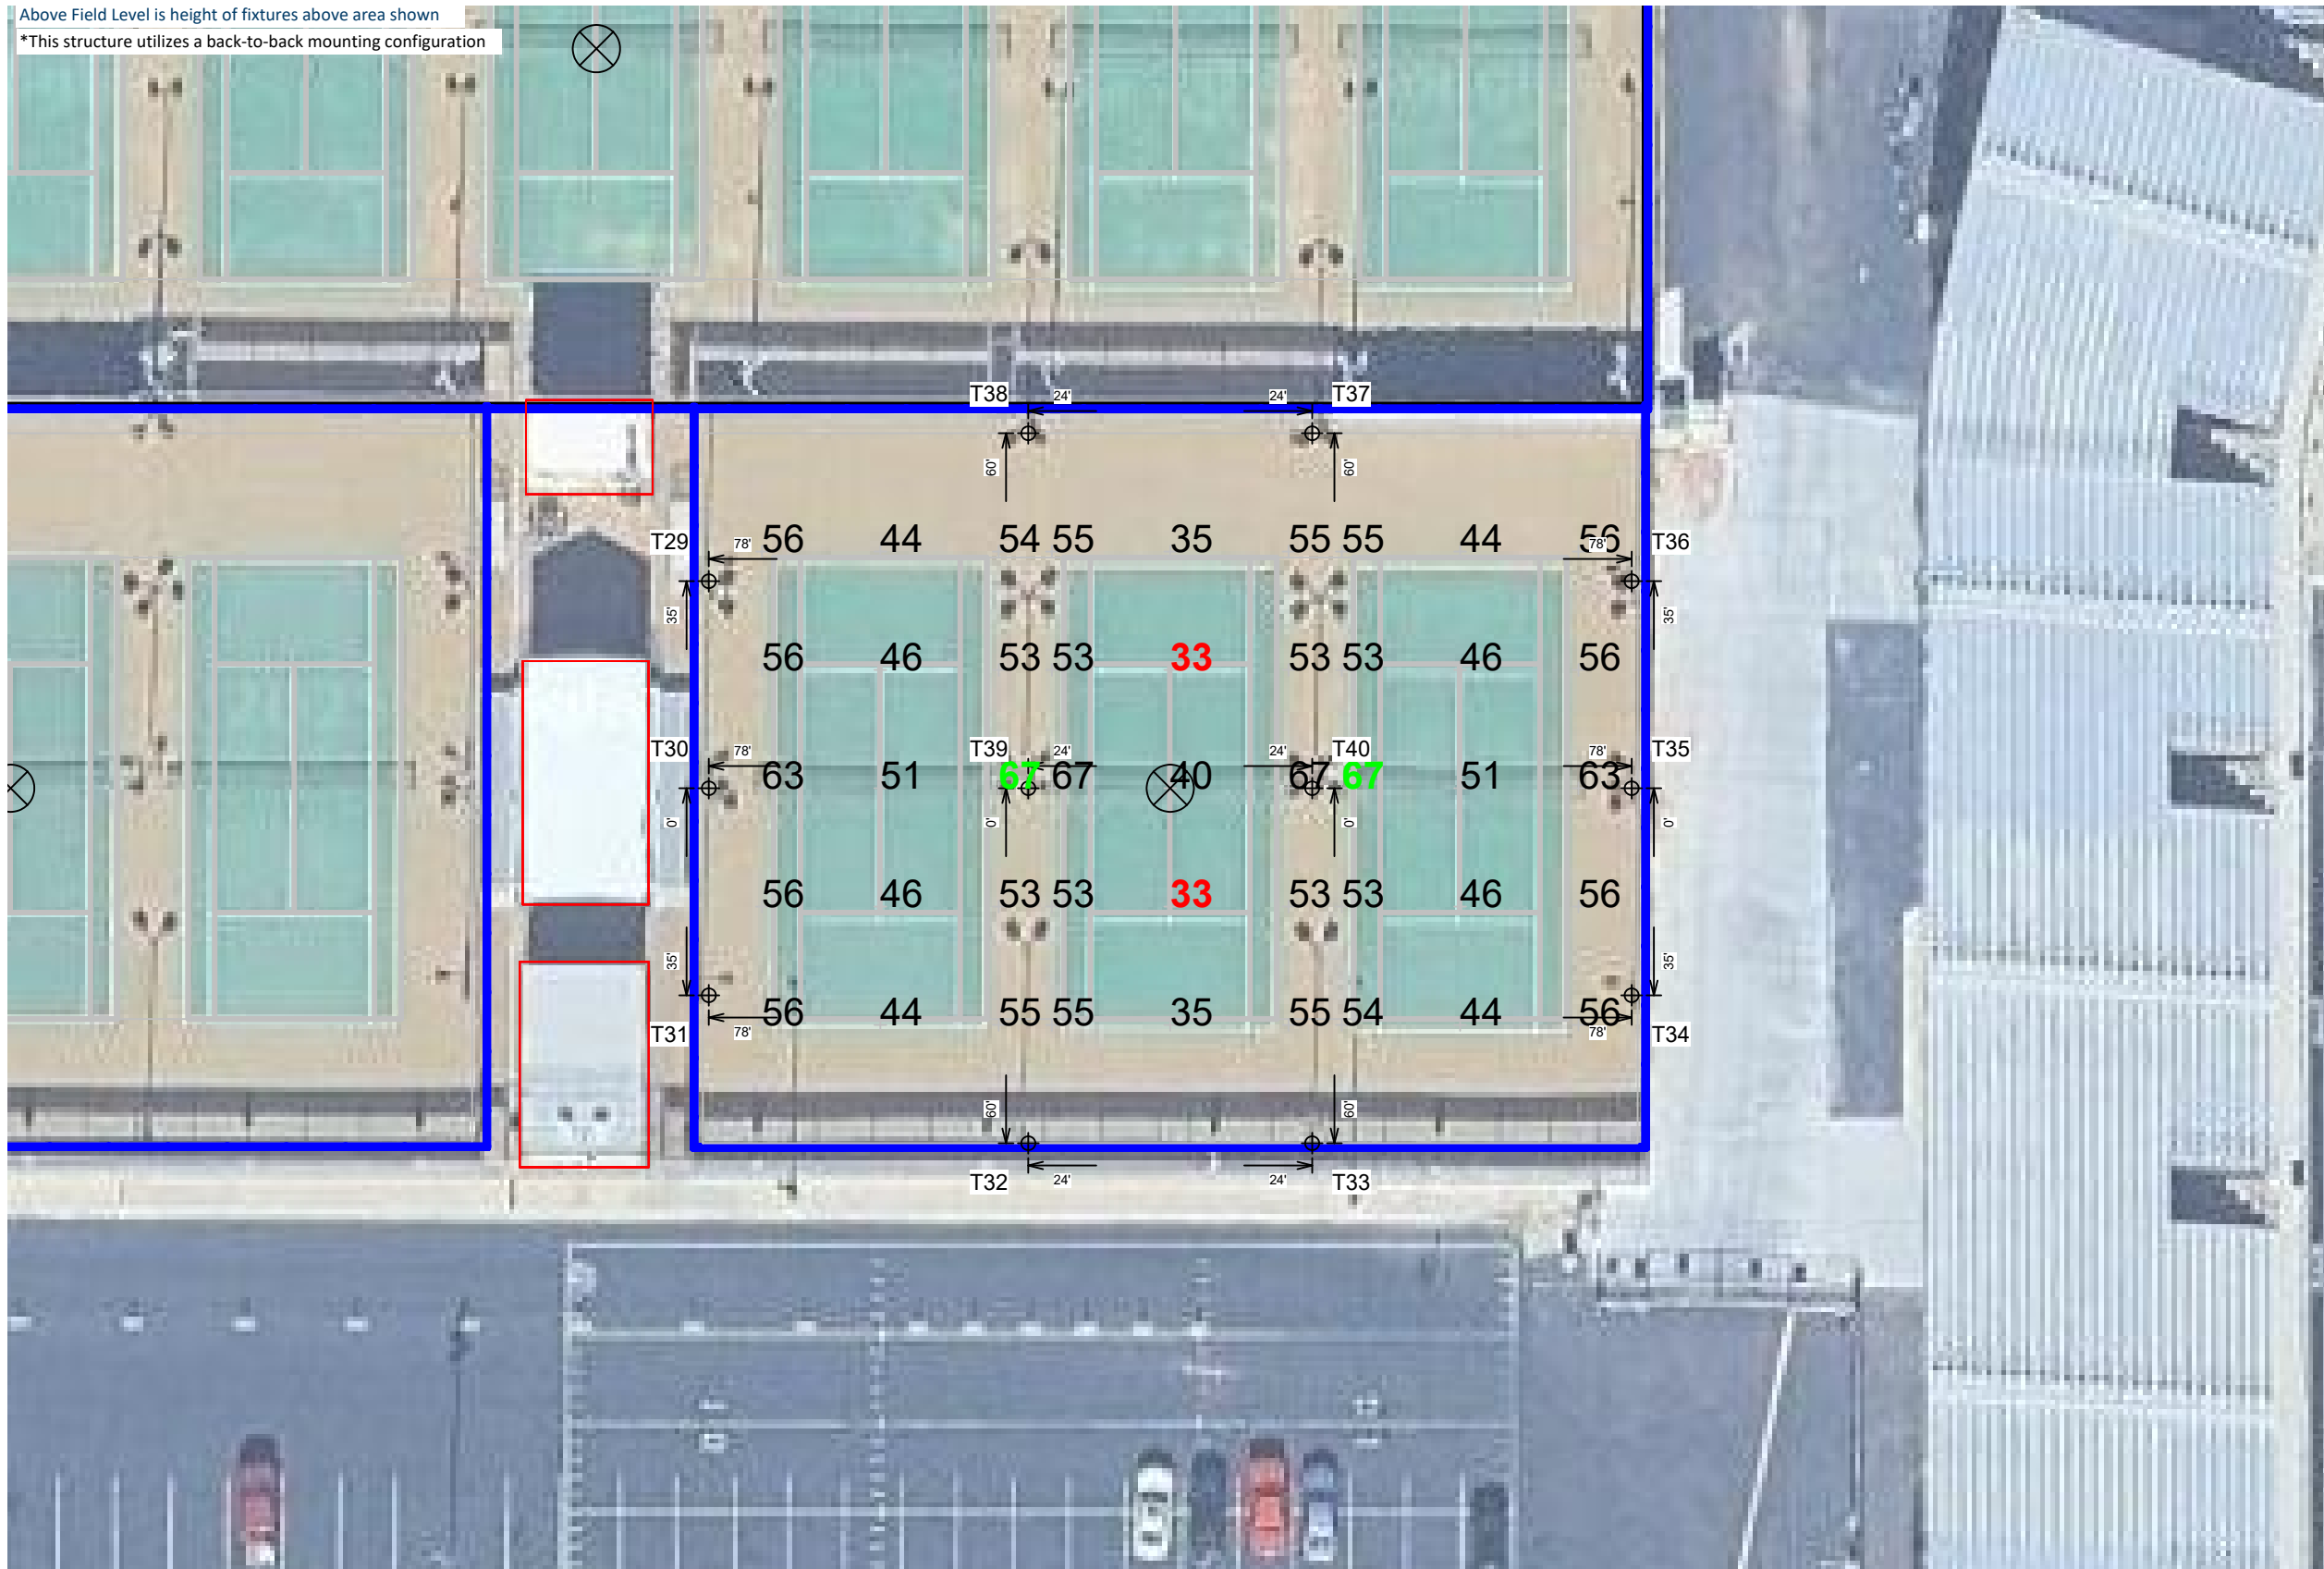 Above Field Level is height of fixtures above area shown
*This structure utilizes a back-to-back mounting configuration
T38 24' 24' T37
60' 60'
T29 78' 56 44 54 55 35 55 55 44 56 78' T36
35' 35'
56 46 53 53 33 53 53 46 56
T30 78' T39 24' 24' T40 78' T35
63 51 67 67 40 67 67 51 63
0' 0' 0' 0'
56 46 53 53 33 53 53 46 56
35' 35'
56 44 55 55 35 55 54 44 56
T31 78' 78' T34
60' 60'
T32 24' 24' T33